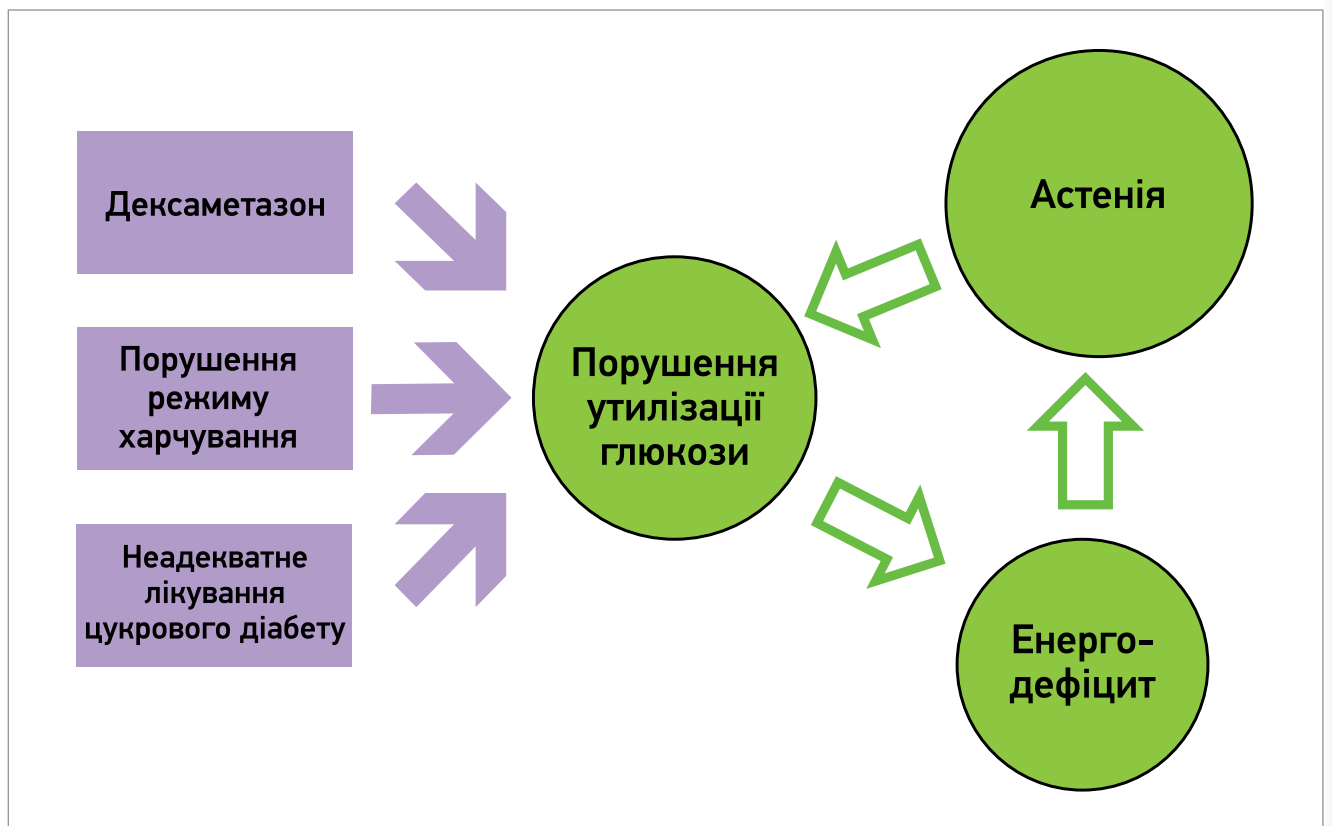 Дексаметазон
Порушення
режиму
харчування
Неадекватне
лікування
цукрового діабету
Порушення
утилізації
глюкози
Астенія
Енерго-
дефіцит